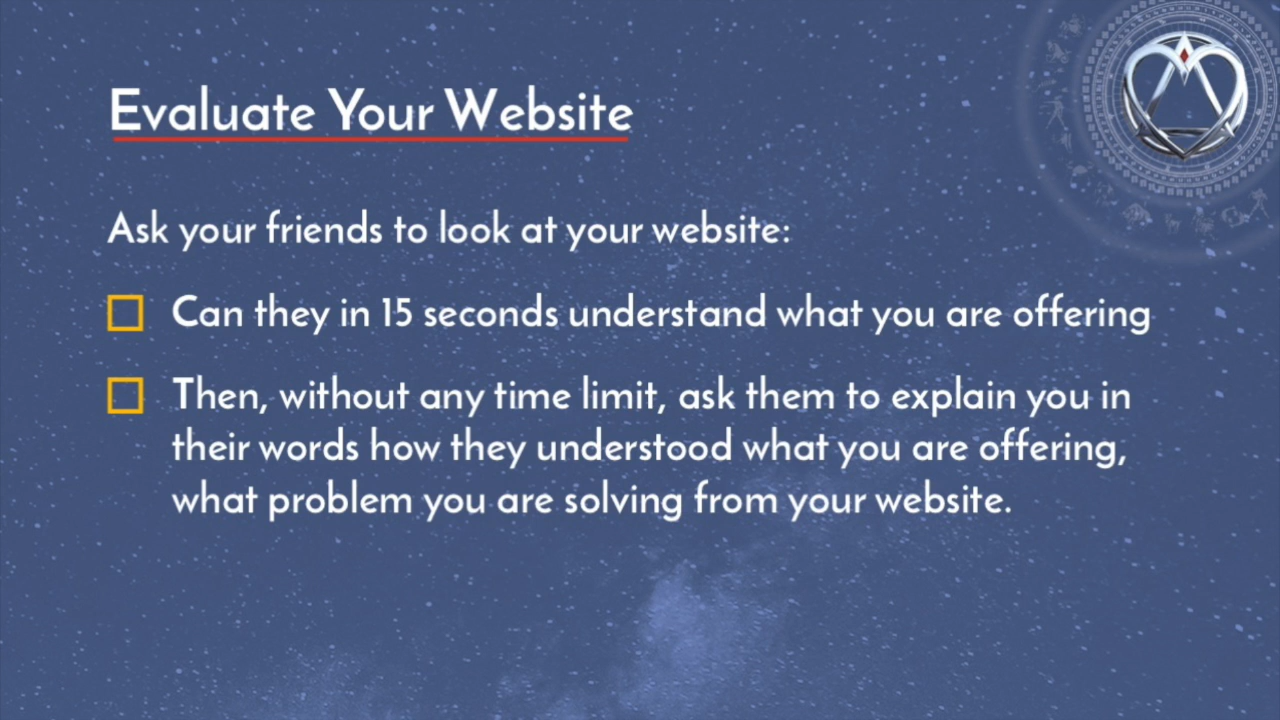 Evaluate Your Website
Ask your friends to look at your website:
Can they in 15 seconds understand what you are offering
Then, without any time limit, ask them to explain you in
their words how they understood what you are offering,
what problem you are solving from your website.